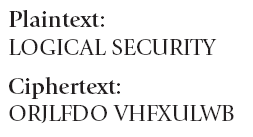 Plaintext:
LOGICAL SECURITY
Ciphertext:
ORJLFDO VHFXULWB